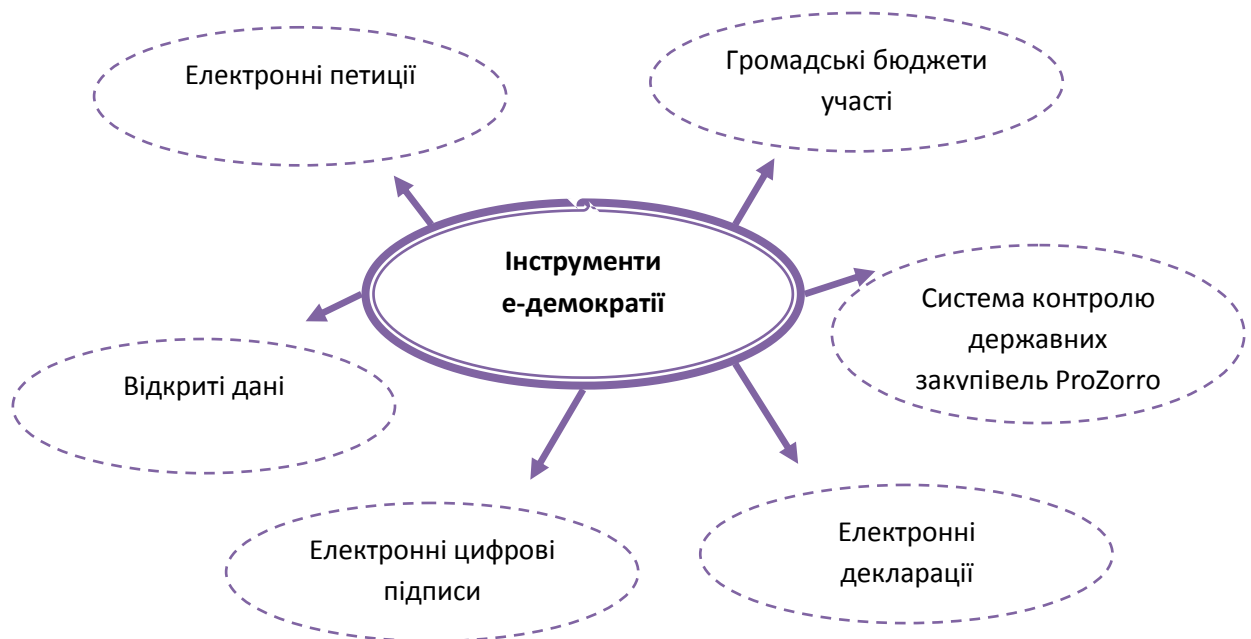 Електронні петиції
Громадські бюджети
участі
Інструменти
е-демократії
Система контролю
державних
закупівель ProZorro
Відкриті дані
Електронні цифрові
підписи
Електронні
декларації